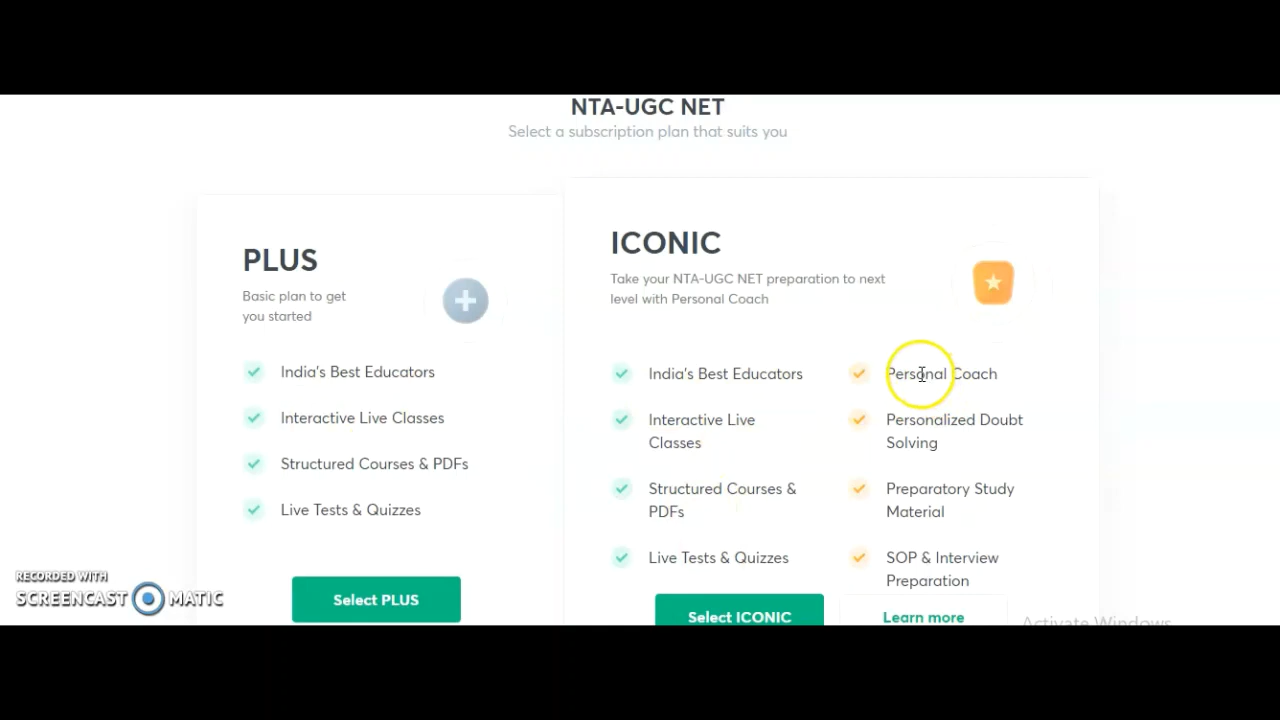 NTA-UGC NET
Select a subscription plan that suits you
PLUS
Basic plan to get
you started
India's Best Educators
Interactive Live Classes
Structured Courses & PDFs
Live Tests & Quizzes
Select PLUS
ICONIC
Take your NTA-UGC NET preparation to next
level with Personal Coach
India's Best Educators
Interactive Live
Classes
Structured Courses &
PDFs
Live Tests & Quizzes
Personal Coach
Personalized Doubt
Solving
Preparatory Study
Material
SOP & Interview
Preparation
Select ICONIC
Learn more
Activate Windows
RECORDED WITH
SCREENCAST MATIC